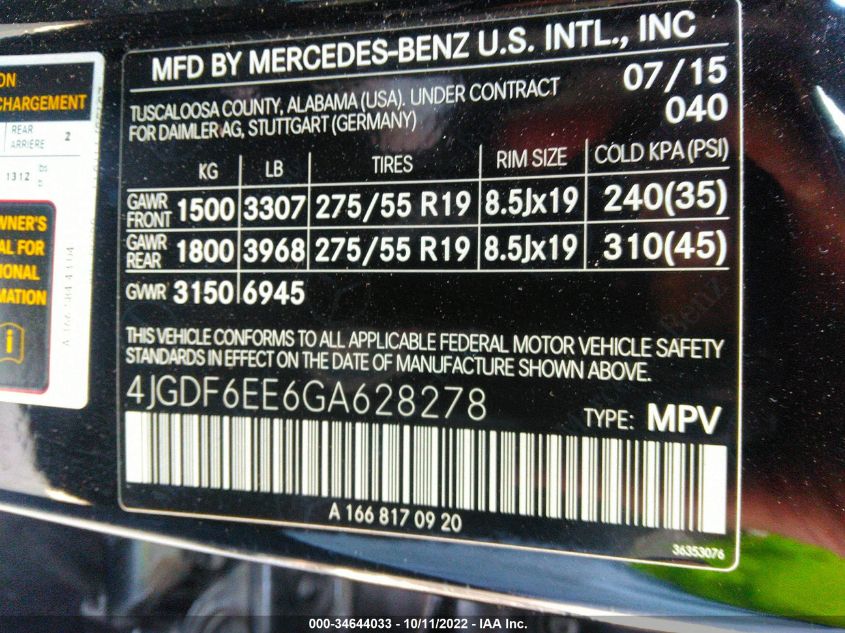 ON
CHARGEMENT
REAR
ARRIERE 2
1312
OWNER'S
AL FOR
IONAL
MATION
i
MFD BY MERCEDES-BENZ U.S. INTL., INC
07/15
TUSCALOOSA COUNTY, ALABAMA (USA). UNDER CONTRACT
FOR DAIMLER AG, STUTTGART (GERMANY)
040
KG LB TIRES RIM SIZE COLD KPA (PSI)
GAWR FRONT 1500 3307 275/55 R19 8.5Jx19 240(35)
GAWR REAR 1800 3968 275/55 R19 8.5Jx19 310(45)
GVWR 3150 6945
THIS VEHICLE CONFORMS TO ALL APPLICABLE FEDERAL MOTOR VEHICLE SAFETY
STANDARDS IN EFFECT ON THE DATE OF MANUFACTURE SHOWN ABOVE.
4JGDF6EE6GA628278
TYPE: MPV
A 166 817 09 20
36353076
000-34644033 - 10/11/2022 - IAA Inc.